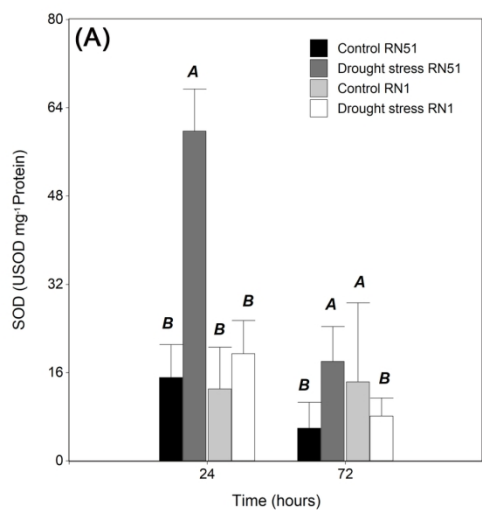 (A)
Control RN51
Drought stress RN51
Control RN1
Drought stress RN1
SOD (USOD mg⁻¹ Protein)
80
64
48
32
16
0
A
B
B
B
B
A
A
B
24
72
Time (hours)